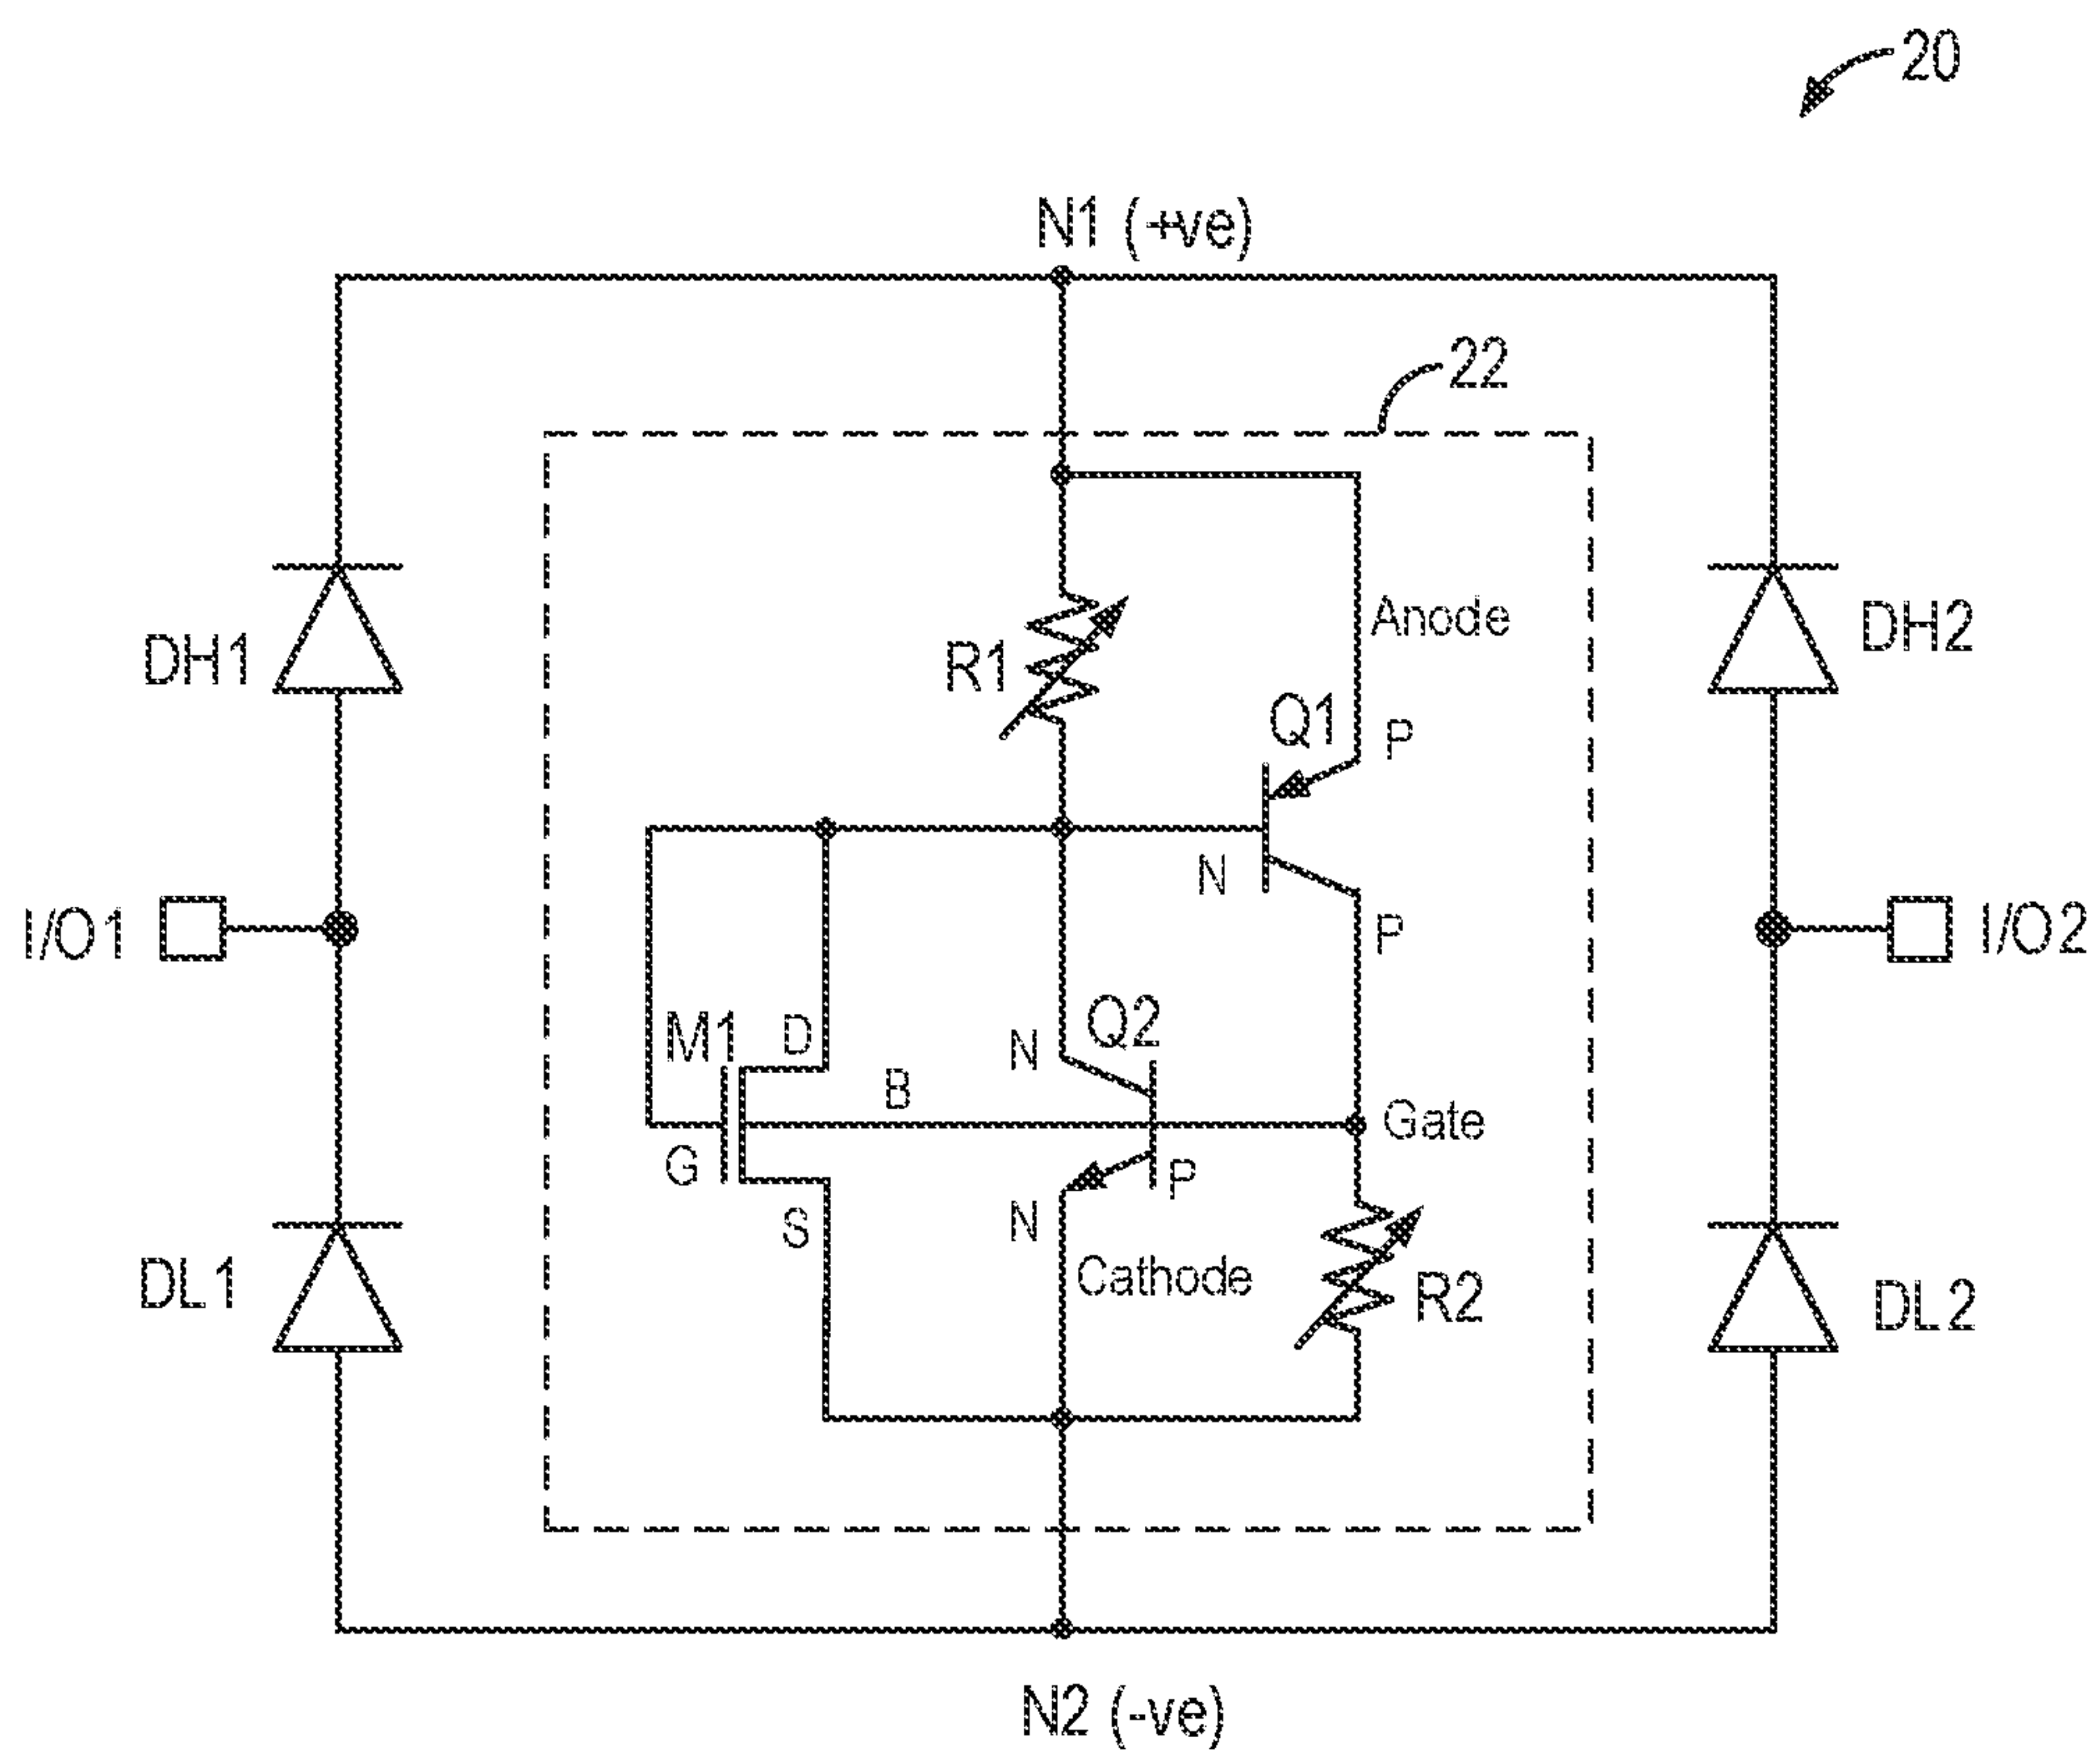 20
N1 (+ve)
22
Anode
DH1
R1
Q1
P
DH2
N
P
I/O1
I/O2
M1
D
B
N
Q2
Gate
G
S
N
P
Cathode
DL1
R2
DL2
N2 (-ve)